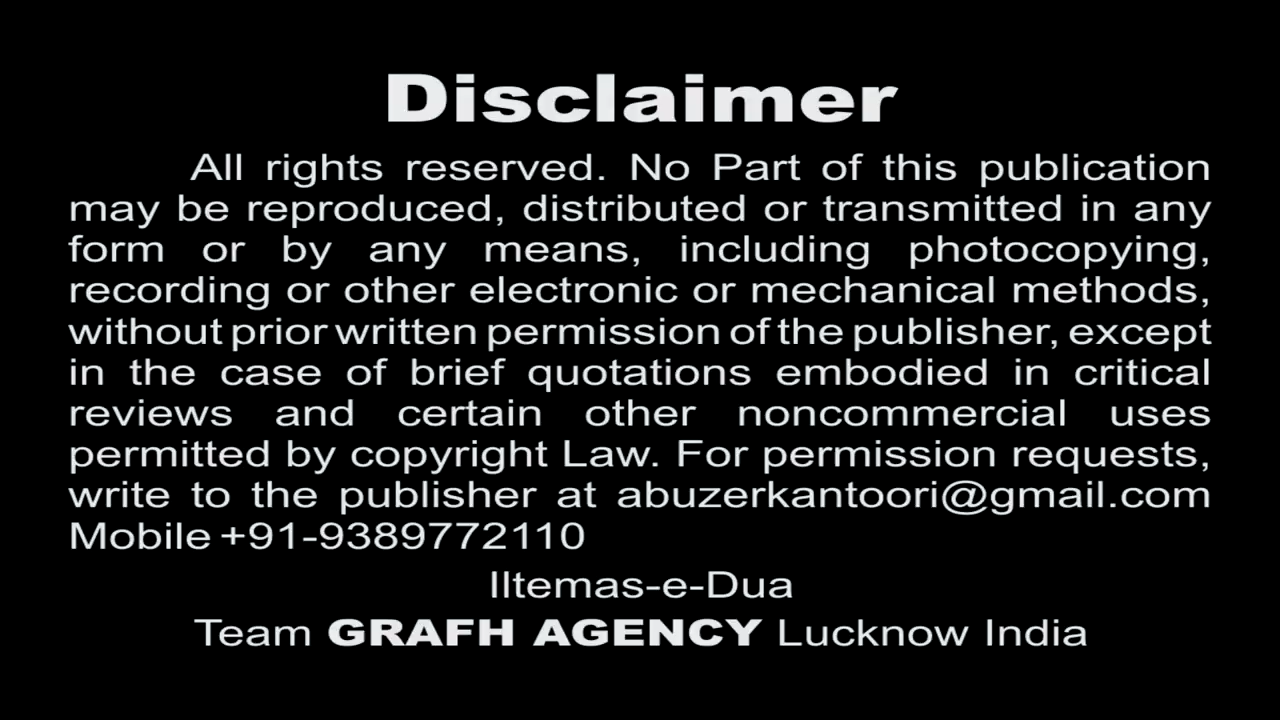 Disclaimer
All rights reserved. No Part of this publication
may be reproduced, distributed or transmitted in any
form or by any means, including photocopying,
recording or other electronic or mechanical methods,
without prior written permission of the publisher, except
in the case of brief quotations embodied in critical
reviews and certain other noncommercial uses
permitted by copyright Law. For permission requests,
write to the publisher at abuzerkantoori@gmail.com
Mobile +91-9389772110
Iltemas-e-Dua
Team GRAFH AGENCY Lucknow India